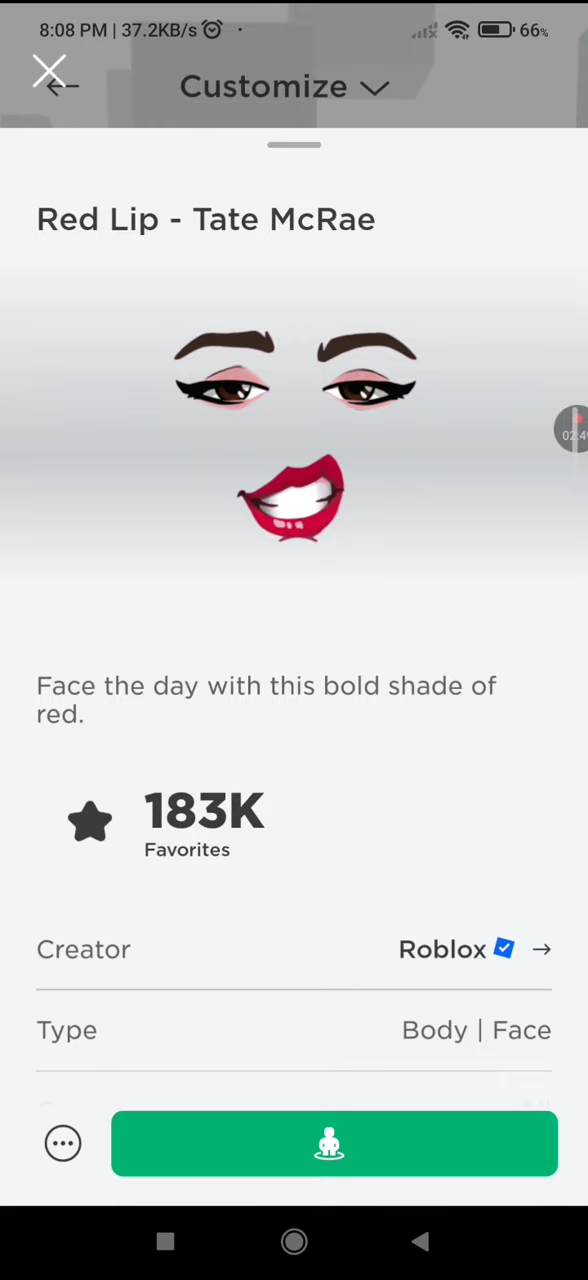 8:08 PM | 37.2KB/s
66%
Customize
Red Lip - Tate McRae
Face the day with this bold shade of
red.
183K
Favorites
Creator
Roblox
Type
Body | Face